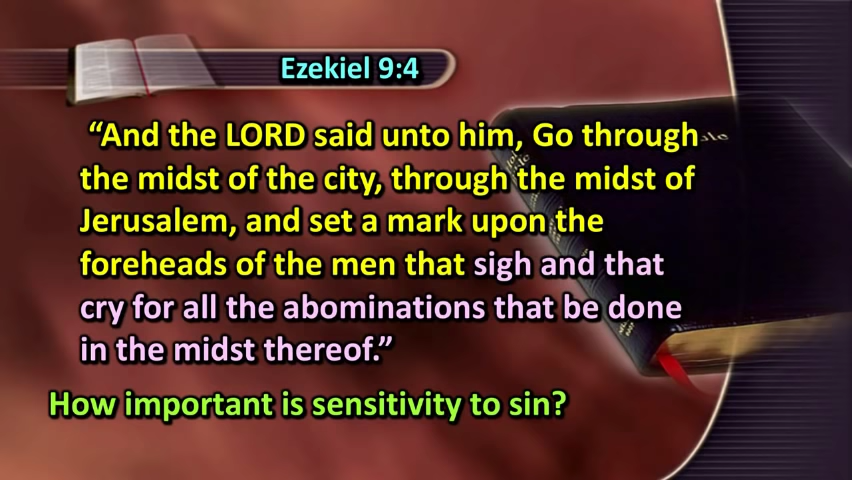 Ezekiel 9:4
“And the LORD said unto him, Go through
the midst of the city, through the midst of
Jerusalem, and set a mark upon the
foreheads of the men that sigh and that
cry for all the abominations that be done
in the midst thereof.”
How important is sensitivity to sin?